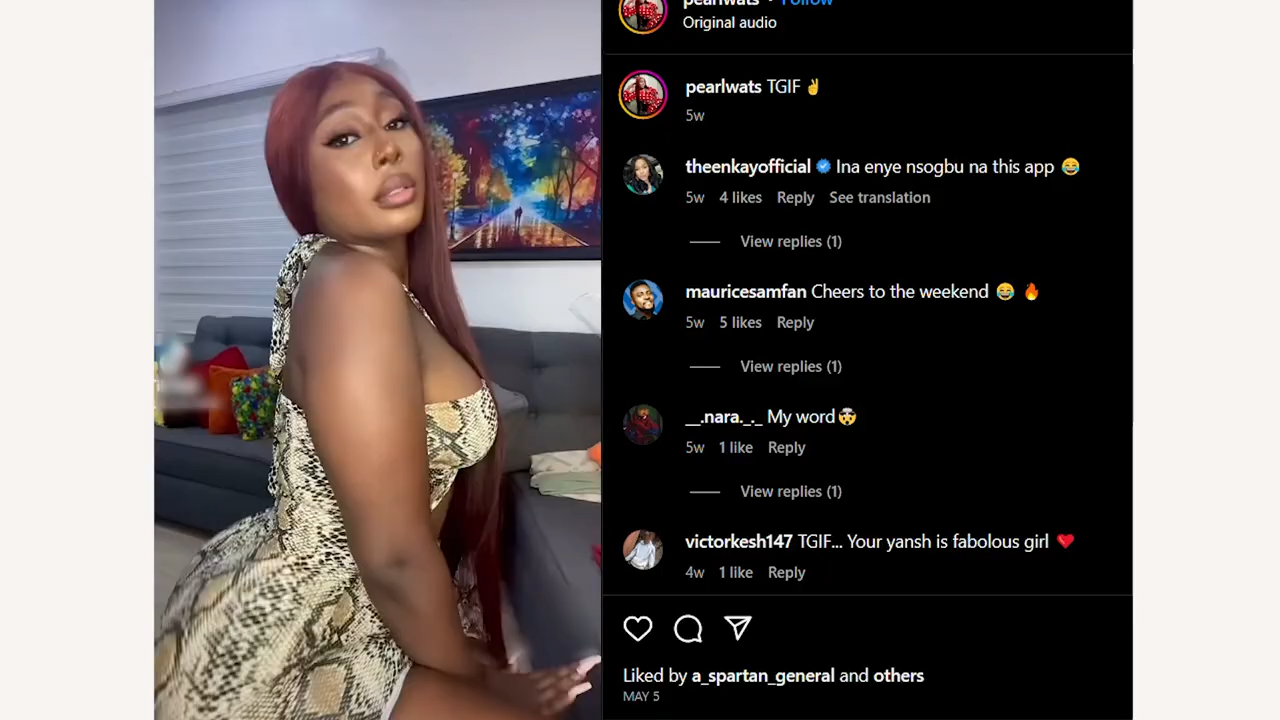 pearlwats • Follow
Original audio
pearlwats TGIF ✌
5w
theenkayofficial Ina enye nsogbu na this app 😂
5w 4 likes Reply See translation
View replies (1)
mauricesamfan Cheers to the weekend 😂 🔥
5w 5 likes Reply
View replies (1)
__.nara._._ My word🤯
5w 1 like Reply
View replies (1)
victorkesh147 TGIF... Your yansh is fabolous girl ❤
4w 1 like Reply
Liked by a_spartan_general and others
MAY 5